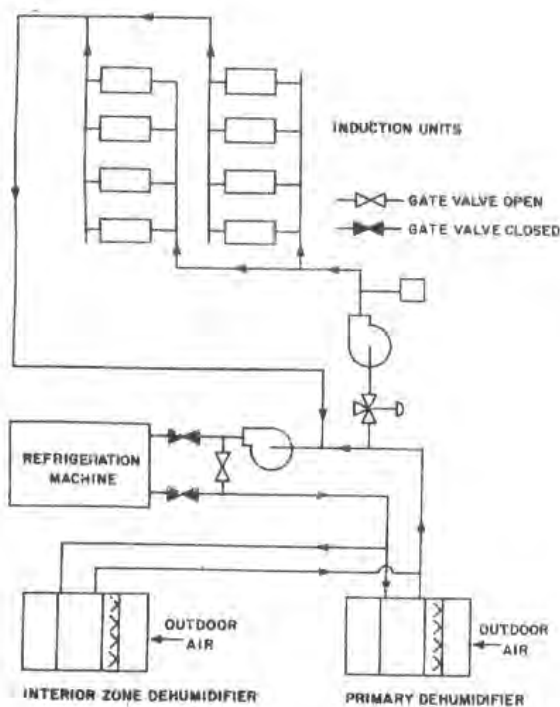 INDUCTION UNITS
GATE VALVE OPEN
GATE VALVE CLOSED
REFRIGERATION
MACHINE
OUTDOOR
AIR
OUTDOOR
AIR
INTERIOR ZONE DEHUMIDIFIER
PRIMARY DEHUMIDIFIER